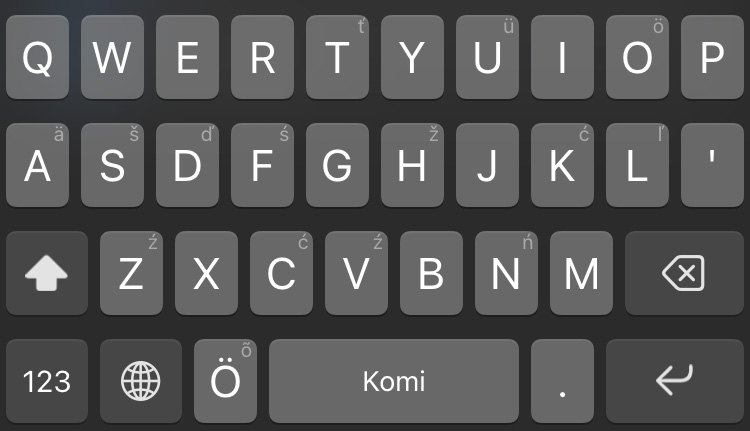 Q W E R T ť Y U ü I O ö P
A ä S š D ď F ś G H ž J K ć L ľ '
Z ź X C ć V ź B N ń M
123 Ö õ Komi .